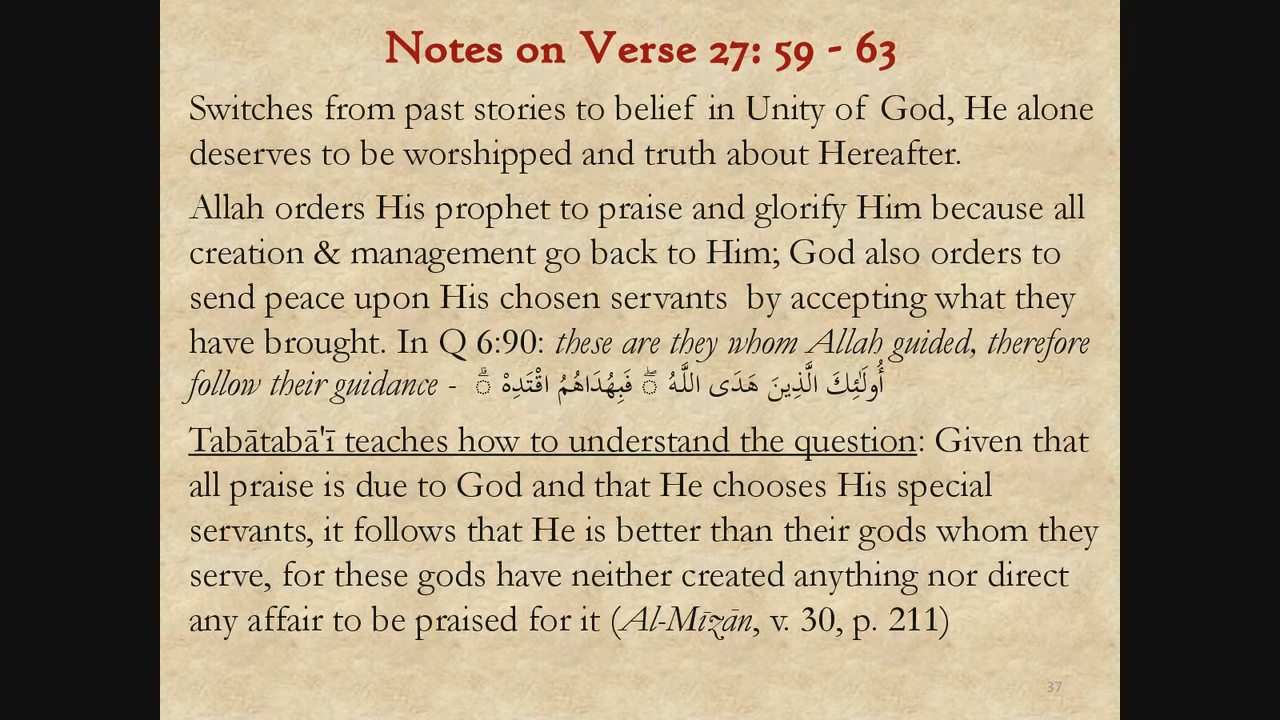 Notes on Verse 27: 59 - 63
Switches from past stories to belief in Unity of God, He alone
deserves to be worshipped and truth about Hereafter.
Allah orders His prophet to praise and glorify Him because all
creation & management go back to Him; God also orders to
send peace upon His chosen servants by accepting what they
have brought. In Q 6:90: these are they whom Allah guided, therefore
follow their guidance - أُولَٰئِكَ الَّذِينَ هَدَى اللَّهُ ۖ فَبِهُدَاهُمُ اقْتَدِهْ ۗ
Tabātabā'ī teaches how to understand the question: Given that
all praise is due to God and that He chooses His special
servants, it follows that He is better than their gods whom they
serve, for these gods have neither created anything nor direct
any affair to be praised for it (Al-Mīzān, v. 30, p. 211)
37